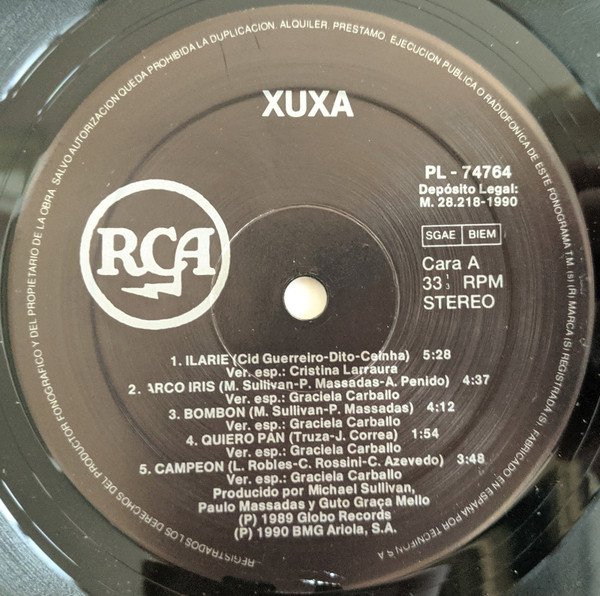 REGISTRADOS LOS DERECHOS DEL PRODUCTOR FONOGRAFICO Y DEL PROPIETARIO DE LA OBRA. SALVO AUTORIZACION QUEDA PROHIBIDA LA DUPLICACION, ALQUILER, PRESTAMO, EJECUCION PUBLICA O RADIOFONICA DE ESTE FONOGRAMA T.M. (s) (R) MARCA (S) REGISTRADA (S). FABRICADO EN ESPAÑA POR TECNIFON S.A.
XUXA
PL - 74764
Depósito Legal:
M. 28.218-1990
SGAE BIEM
RCA
Cara A
33⅓ RPM
STEREO
1. ILARIE (Cid Guerreiro-Dito-Ceinha) 5:28
Ver. esp.: Cristina Larraura
2. ARCO IRIS (M. Sullivan-P. Massadas-A. Penido) 4:37
Ver. esp.: Graciela Carballo
3. BOMBON (M. Sullivan-P. Massadas) 4:12
Ver. esp.: Graciela Carballo
4. QUIERO PAN (Truza-J. Correa) 1:54
Ver. esp.: Graciela Carballo
5. CAMPEON (L. Robles-C. Rossini-C. Azevedo) 3:48
Ver. esp.: Graciela Carballo
Producido por Michael Sullivan,
Paulo Massadas y Guto Graça Mello
(P) 1989 Globo Records
(P) 1990 BMG Ariola, S.A.